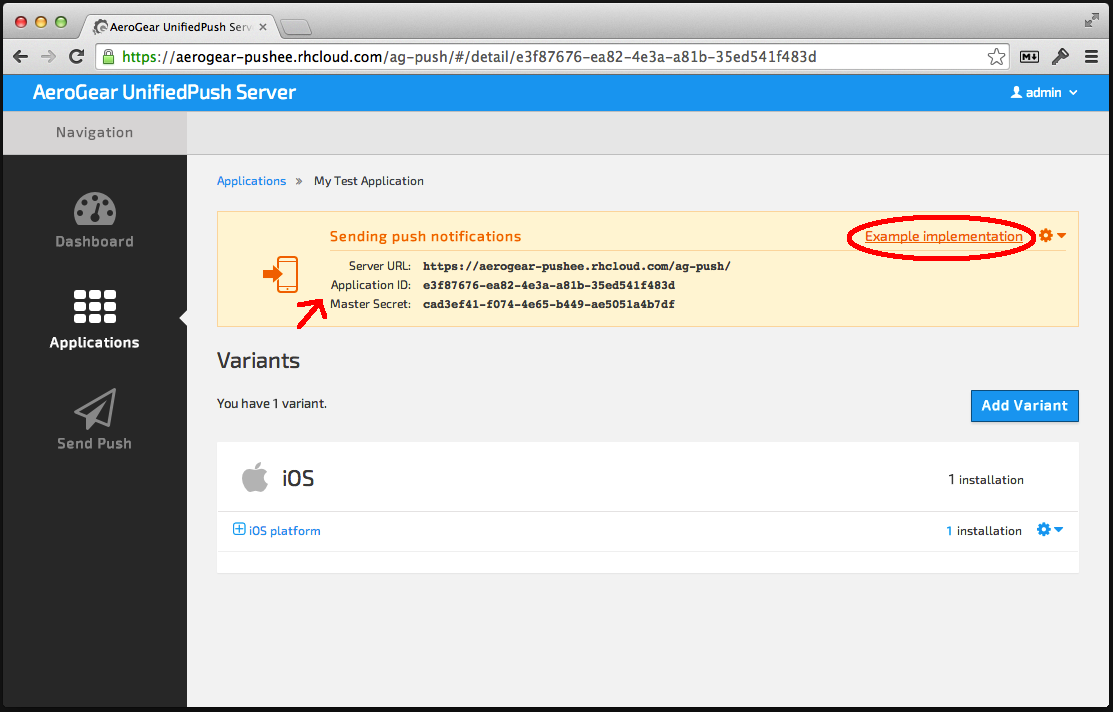 AeroGear UnifiedPush Serv
https://aerogear-pushee.rhcloud.com/ag-push/#/detail/e3f87676-ea82-4e3a-a81b-35ed541f483d
M
AeroGear UnifiedPush Server
admin
Navigation
Applications » My Test Application
Dashboard
Applications
Send Push
Sending push notifications
Example implementation
Server URL: https://aerogear-pushee.rhcloud.com/ag-push/
Application ID: e3f87676-ea82-4e3a-a81b-35ed541f483d
Master Secret: cad3ef41-f074-4e65-b449-ae5051a4b7df
Variants
You have 1 variant.
Add Variant
iOS
1 installation
iOS platform
1 installation